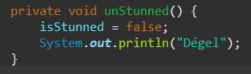 private void unStunned() {
isStunned = false;
System.out.println("Dégel");
}